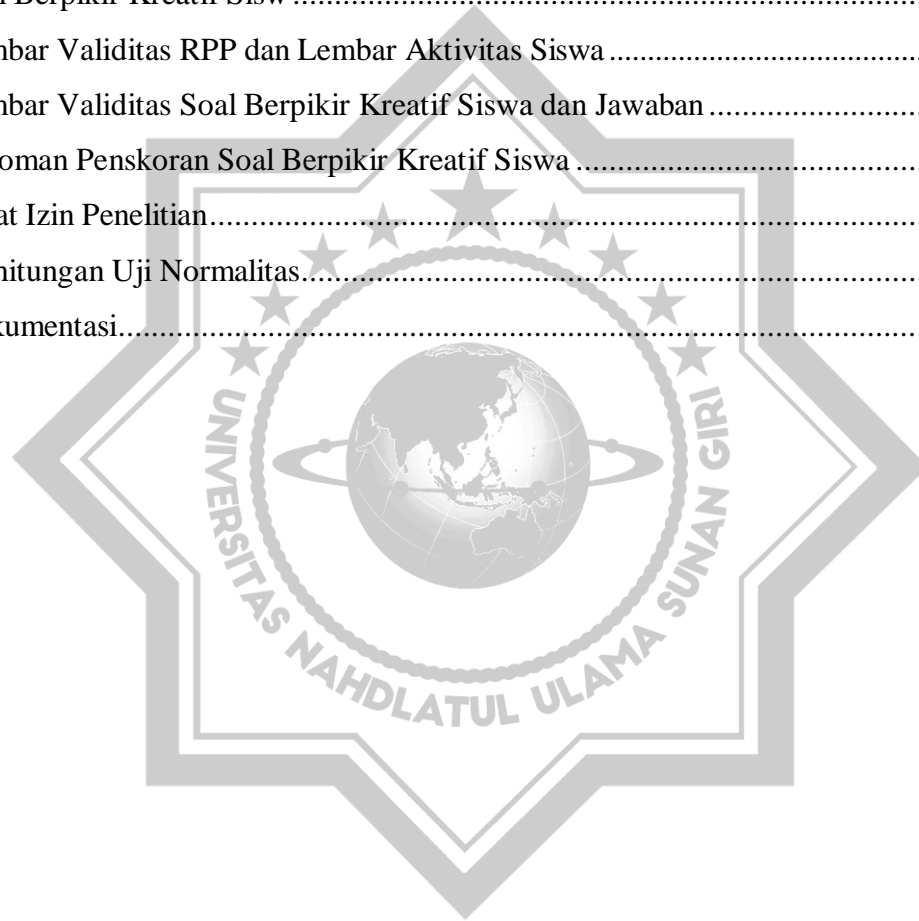 Berpikir Kreatif Sisw ........................................
mbar Validitas RPP dan Lembar Aktivitas Siswa ........................................
mbar Validitas Soal Berpikir Kreatif Siswa dan Jawaban ........................................
oman Penskoran Soal Berpikir Kreatif Siswa ........................................
at Izin Penelitian........................................
hitungan Uji Normalitas........................................
kumentasi........................................
UNIVERSITAS NAHDLATUL ULAMA SUNAN GIRI